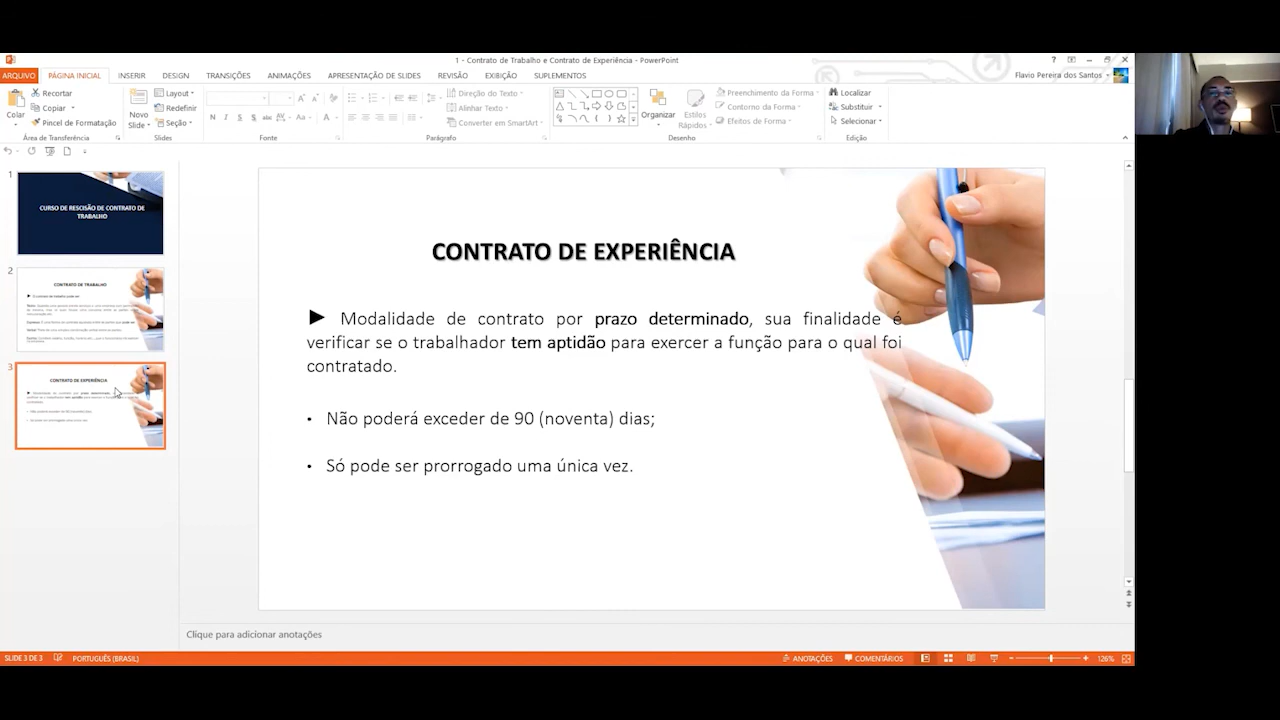 1 - Contrato de Trabalho e Contrato de Experiência - PowerPoint
?
ARQUIVO PÁGINA INICIAL INSERIR DESIGN TRANSIÇÕES ANIMAÇÕES APRESENTAÇÃO DE SLIDES REVISÃO EXIBIÇÃO SUPLEMENTOS Flavio Pereira dos Santos
Recortar Layout Direção do Texto Preenchimento da Forma Localizar
Copiar Redefinir Alinhar Texto Contorno da Forma Substituir
Colar Pincel de Formatação Novo Slide Seção N I S S abc AV Aa A Converter em SmartArt Organizar Estilos Rápidos Efeitos de Forma Selecionar
Área de Transferência Slides Fonte Parágrafo Desenho Edição
1
CURSO DE RESCISÃO DE CONTRATO DE
TRABALHO
2
CONTRATO DE TRABALHO
3
CONTRATO DE EXPERIÊNCIA
CONTRATO DE EXPERIÊNCIA
► Modalidade de contrato por prazo determinado, sua finalidade é
verificar se o trabalhador tem aptidão para exercer a função para o qual foi
contratado.
• Não poderá exceder de 90 (noventa) dias;
• Só pode ser prorrogado uma única vez.
Clique para adicionar anotações
SLIDE 3 DE 3 PORTUGUÊS (BRASIL) ANOTAÇÕES COMENTÁRIOS 126%